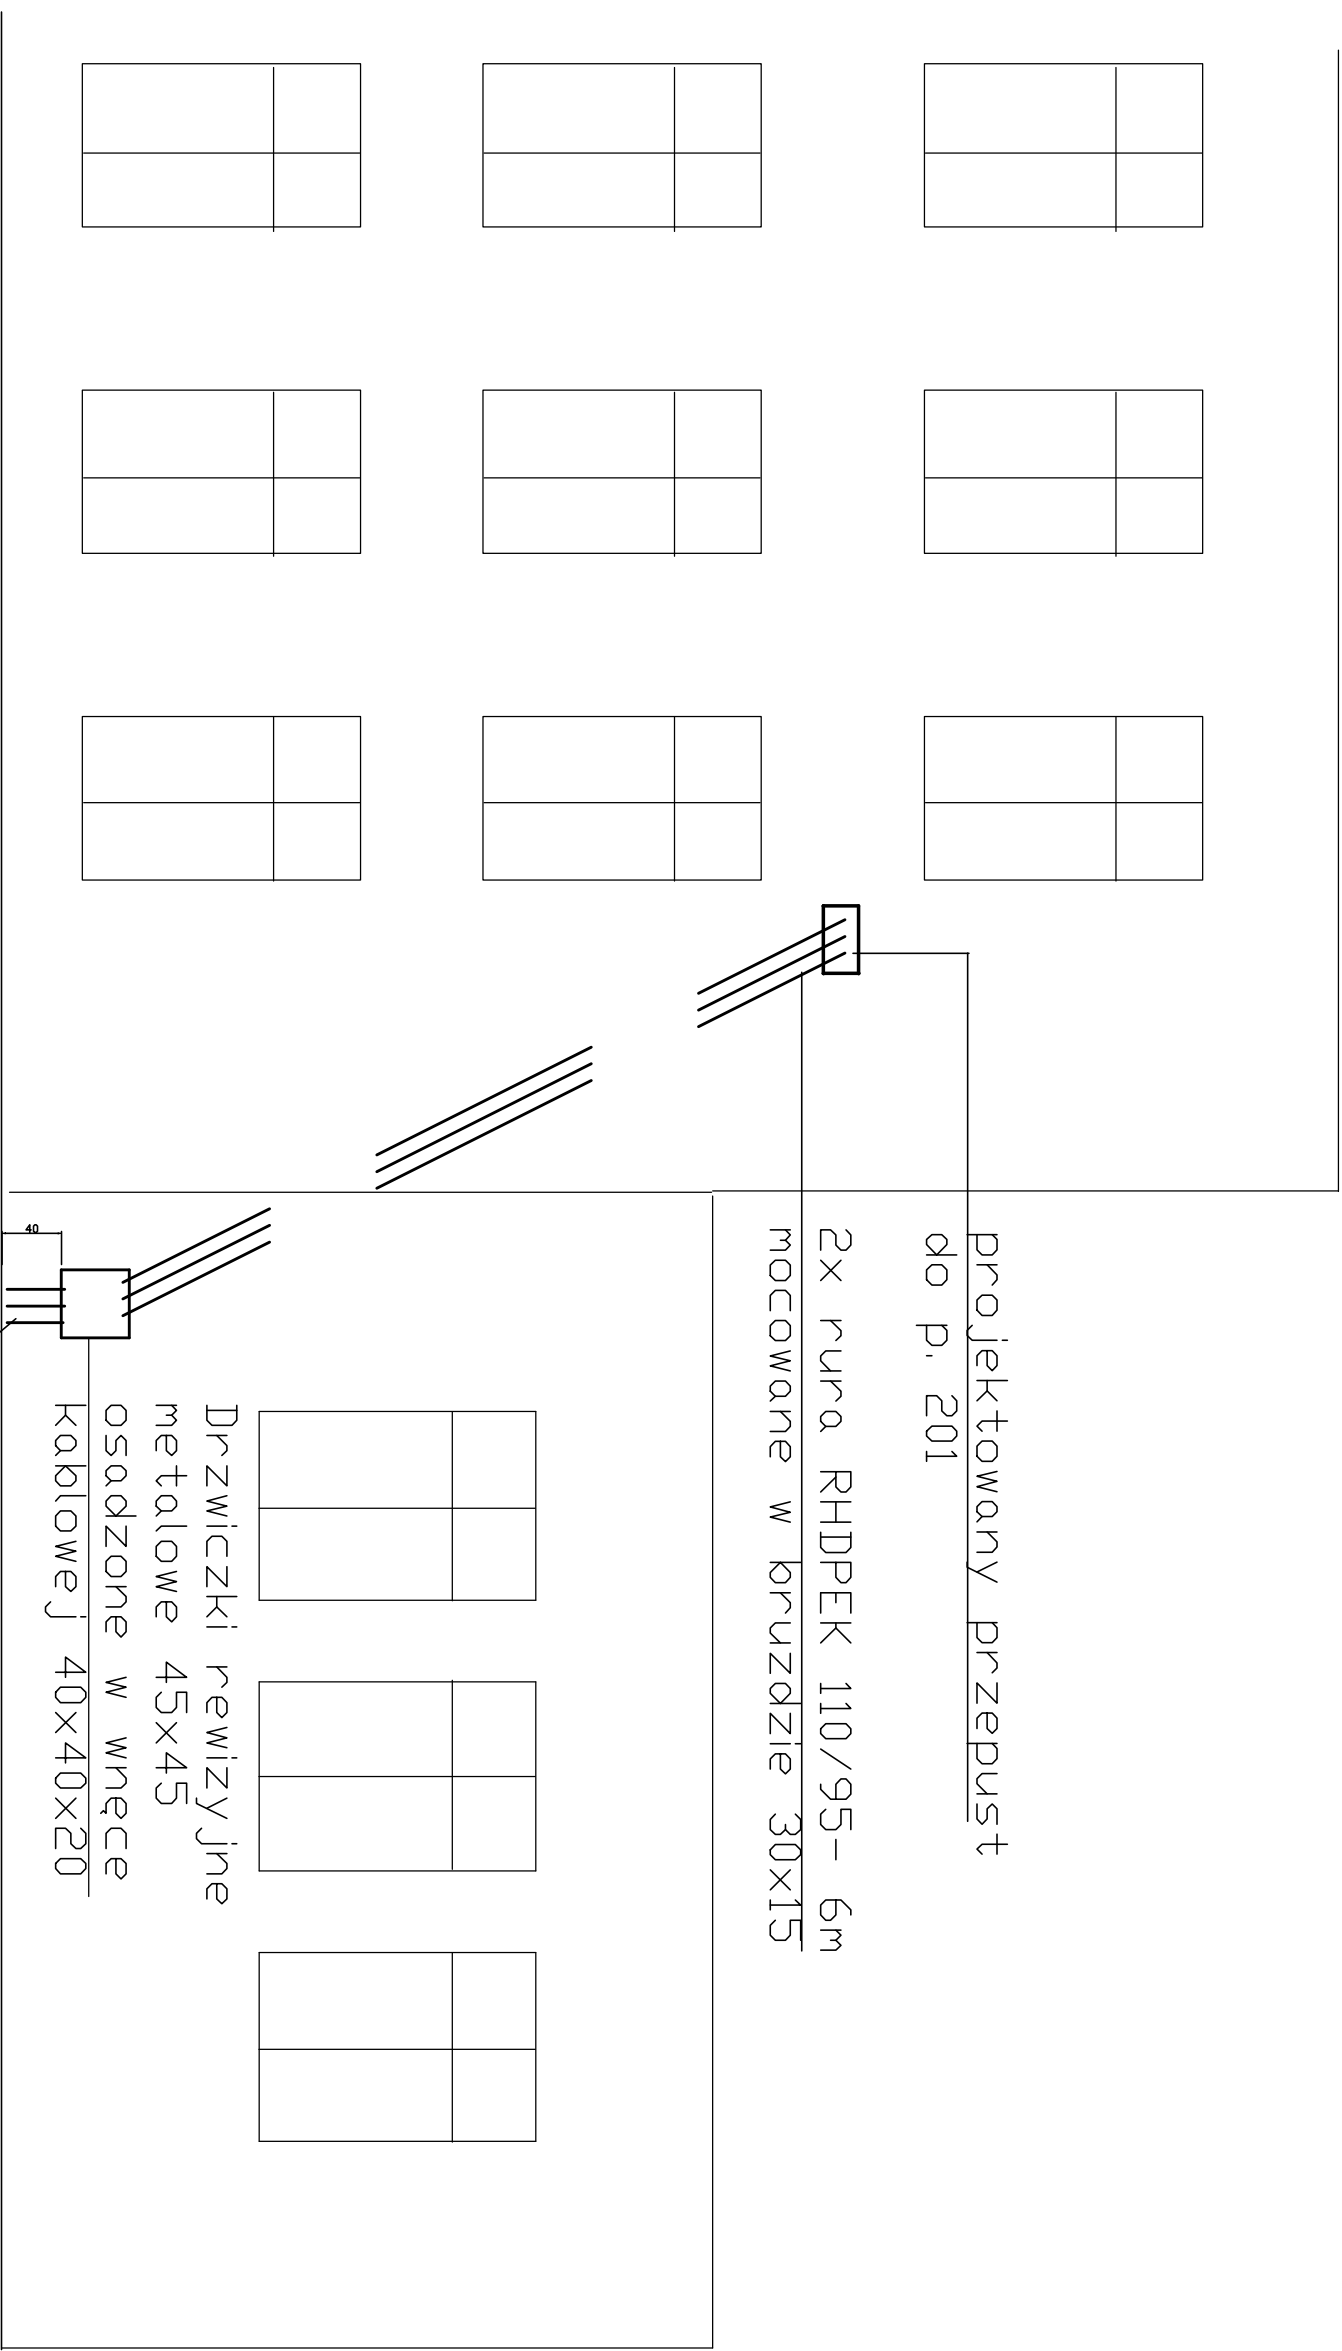 projektowany przepust
do p. 201
2x rura RHDPEK 110/95- 6m
mocowane w bruzdzie 30x15
Drzwiczki rewizyjne
metalowe 45x45
osadzone w wnęce
kablowej 40x40x20
40